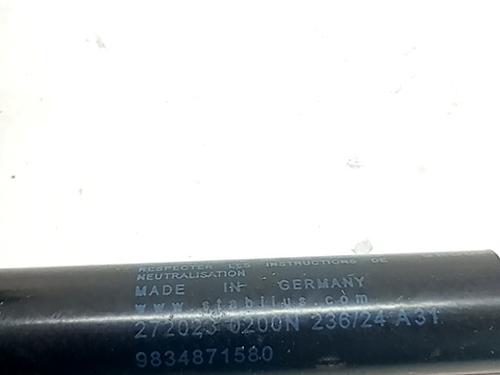 RESPECTER LES INSTRUCTIONS DE
NEUTRALISATION
MADE IN GERMANY
www.stabilus.com
272023 0200N 236/24 A31
9834871580